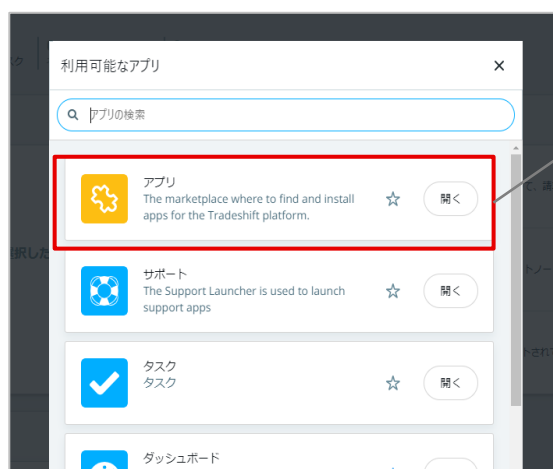 利用可能なアプリ
アプリの検索
アプリ
The marketplace where to find and install
apps for the Tradeshift platform.
開く
サポート
The Support Launcher is used to launch
support apps
開く
タスク
タスク
開く
ダッシュボード